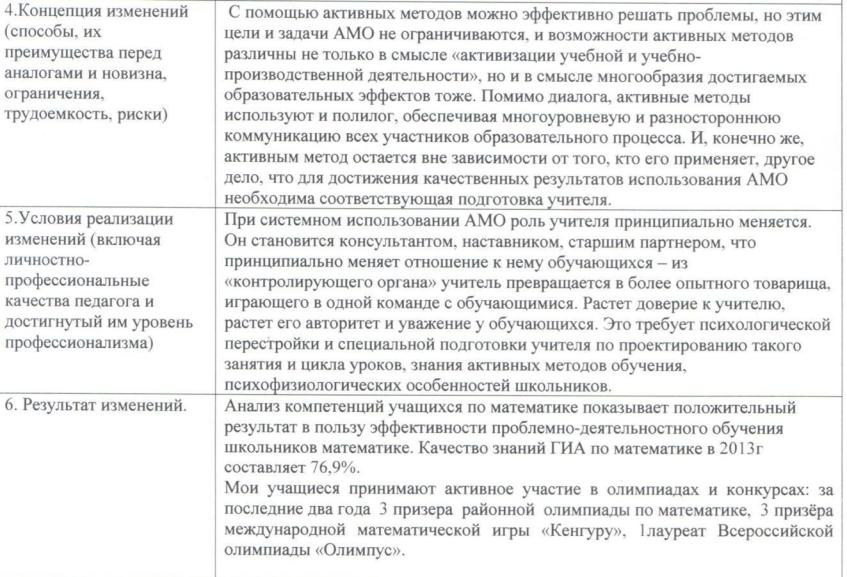 4.Концепция изменений
(способы, их
преимущества перед
аналогами и новизна,
ограничения,
трудоемкость, риски)
С помощью активных методов можно эффективно решать проблемы, но этим
цели и задачи АМО не ограничиваются, и возможности активных методов
различны не только в смысле «активизации учебной и учебно-
производственной деятельности», но и в смысле многообразия достигаемых
образовательных эффектов тоже. Помимо диалога, активные методы
используют и полилог, обеспечивая многоуровневую и разностороннюю
коммуникацию всех участников образовательного процесса. И, конечно же,
активным метод остается вне зависимости от того, кто его применяет, другое
дело, что для достижения качественных результатов использования АМО
необходима соответствующая подготовка учителя.
5.Условия реализации
изменений (включая
личностно-
профессиональные
качества педагога и
достигнутый им уровень
профессионализма)
При системном использовании АМО роль учителя принципиально меняется.
Он становится консультантом, наставником, старшим партнером, что
принципиально меняет отношение к нему обучающихся – из
«контролирующего органа» учитель превращается в более опытного товарища,
играющего в одной команде с обучающимися. Растет доверие к учителю,
растет его авторитет и уважение у обучающихся. Это требует психологической
перестройки и специальной подготовки учителя по проектированию такого
занятия и цикла уроков, знания активных методов обучения,
психофизиологических особенностей школьников.
6. Результат изменений.
Анализ компетенций учащихся по математике показывает положительный
результат в пользу эффективности проблемно-деятельностного обучения
школьников математике. Качество знаний ГИА по математике в 2013г
составляет 76,9%.
Мои учащиеся принимают активное участие в олимпиадах и конкурсах: за
последние два года 3 призера районной олимпиады по математике, 3 призёра
международной математической игры «Кенгуру», 1лауреат Всероссийской
олимпиады «Олимпус».